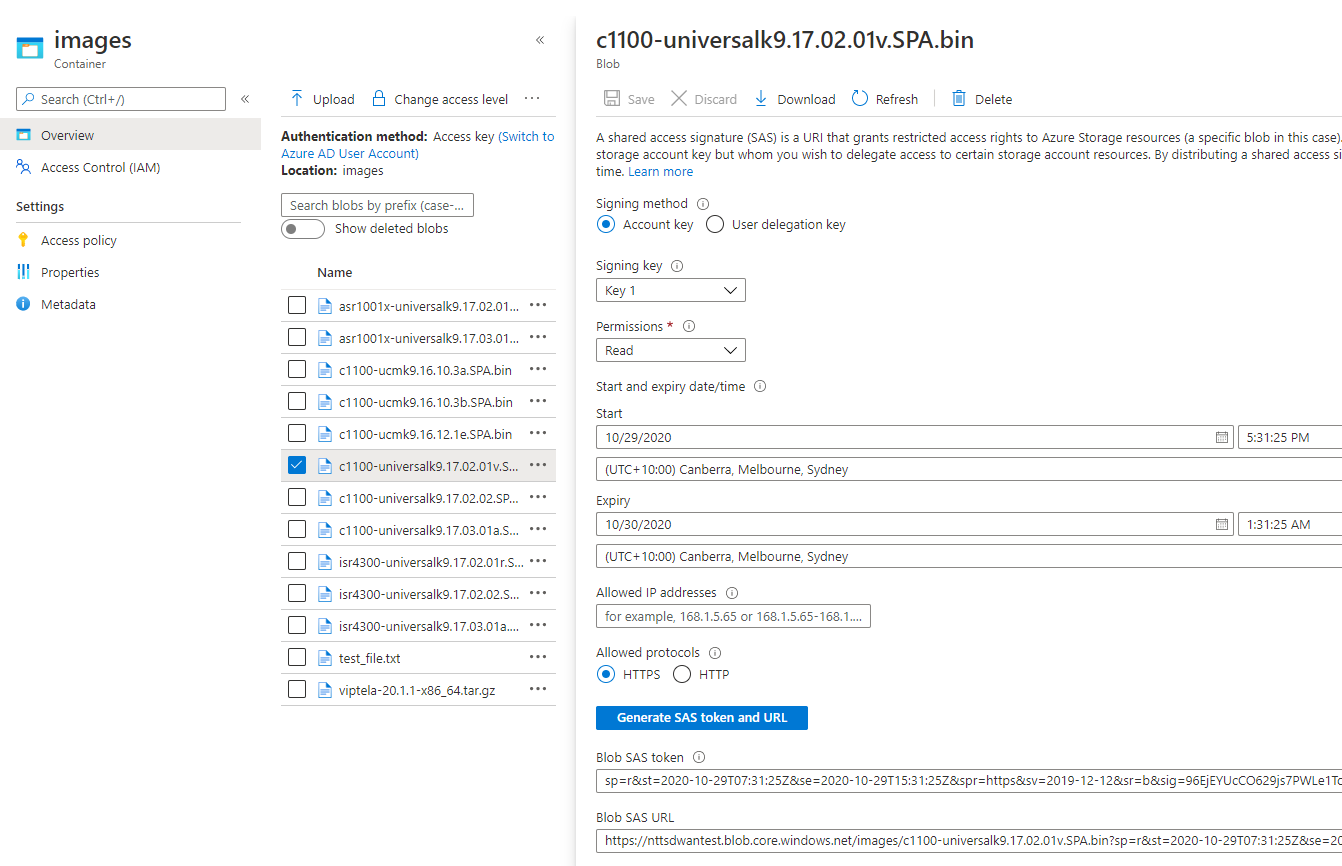 images
Container
«
Search (Ctrl+/)
«
Overview
Access Control (IAM)
Settings
Access policy
Properties
Metadata
Upload
Change access level
...
Authentication method: Access key (Switch to
Azure AD User Account)
Location: images
Search blobs by prefix (case-...
Show deleted blobs
Name
asr1001x-universalk9.17.02.01... ...
asr1001x-universalk9.17.03.01... ...
c1100-ucmk9.16.10.3a.SPA.bin ...
c1100-ucmk9.16.10.3b.SPA.bin ...
c1100-ucmk9.16.12.1e.SPA.bin ...
c1100-universalk9.17.02.01v.S... ...
c1100-universalk9.17.02.02.SP... ...
c1100-universalk9.17.03.01a.S... ...
isr4300-universalk9.17.02.01r.S... ...
isr4300-universalk9.17.02.02.S... ...
isr4300-universalk9.17.03.01a.... ...
test_file.txt ...
viptela-20.1.1-x86_64.tar.gz ...
c1100-universalk9.17.02.01v.SPA.bin
Blob
Save
Discard
Download
Refresh
Delete
A shared access signature (SAS) is a URI that grants restricted access rights to Azure Storage resources (a specific blob in this case).
storage account key but whom you wish to delegate access to certain storage account resources. By distributing a shared access si
time. Learn more
Signing method
Account key User delegation key
Signing key
Key 1
Permissions *
Read
Start and expiry date/time
Start
10/29/2020 5:31:25 PM
(UTC+10:00) Canberra, Melbourne, Sydney
Expiry
10/30/2020 1:31:25 AM
(UTC+10:00) Canberra, Melbourne, Sydney
Allowed IP addresses
for example, 168.1.5.65 or 168.1.5.65-168.1....
Allowed protocols
HTTPS HTTP
Generate SAS token and URL
Blob SAS token
sp=r&st=2020-10-29T07:31:25Z&se=2020-10-29T15:31:25Z&spr=https&sv=2019-12-12&sr=b&sig=96EjEYUcCO629js7PWLe1Tc
Blob SAS URL
https://nttsdwantest.blob.core.windows.net/images/c1100-universalk9.17.02.01v.SPA.bin?sp=r&st=2020-10-29T07:31:25Z&se=20